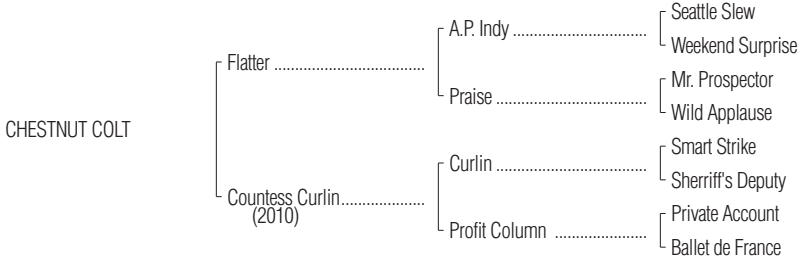 Seattle Slew
A.P. Indy ................................
Weekend Surprise
Flatter ....................................
Mr. Prospector
Praise ....................................
Wild Applause
CHESTNUT COLT
Smart Strike
Curlin ....................................
Sherriff's Deputy
Countess Curlin....................
(2010)
Private Account
Profit Column ......................
Ballet de France